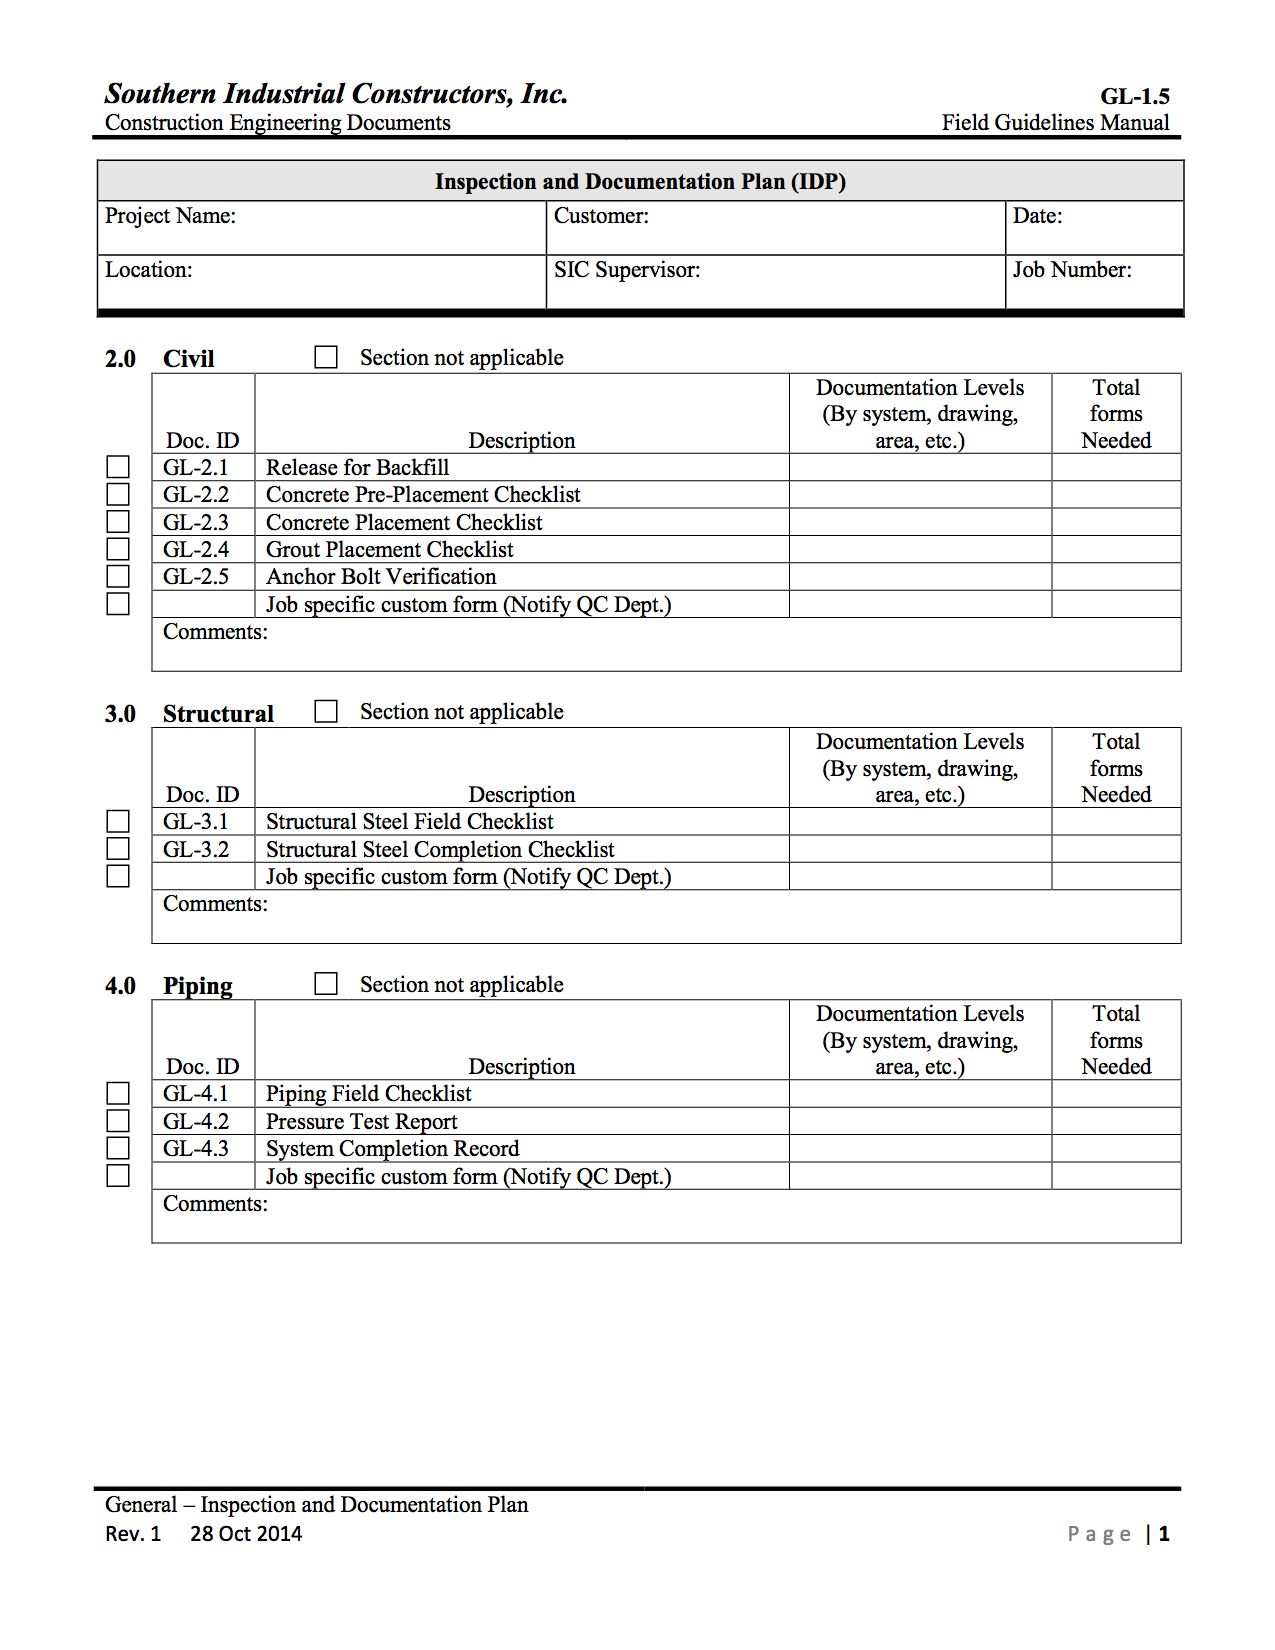 Southern Industrial Constructors, Inc. GL-1.5
Construction Engineering Documents Field Guidelines Manual
Inspection and Documentation Plan (IDP)
Project Name: Customer: Date:
Location: SIC Supervisor: Job Number:
2.0 Civil Section not applicable
Documentation Levels Total
(By system, drawing, forms
Doc. ID Description area, etc.) Needed
GL-2.1 Release for Backfill
GL-2.2 Concrete Pre-Placement Checklist
GL-2.3 Concrete Placement Checklist
GL-2.4 Grout Placement Checklist
GL-2.5 Anchor Bolt Verification
Job specific custom form (Notify QC Dept.)
Comments:
3.0 Structural Section not applicable
Documentation Levels Total
(By system, drawing, forms
Doc. ID Description area, etc.) Needed
GL-3.1 Structural Steel Field Checklist
GL-3.2 Structural Steel Completion Checklist
Job specific custom form (Notify QC Dept.)
Comments:
4.0 Piping Section not applicable
Documentation Levels Total
(By system, drawing, forms
Doc. ID Description area, etc.) Needed
GL-4.1 Piping Field Checklist
GL-4.2 Pressure Test Report
GL-4.3 System Completion Record
Job specific custom form (Notify QC Dept.)
Comments:
General – Inspection and Documentation Plan
Rev. 1 28 Oct 2014 Page | 1